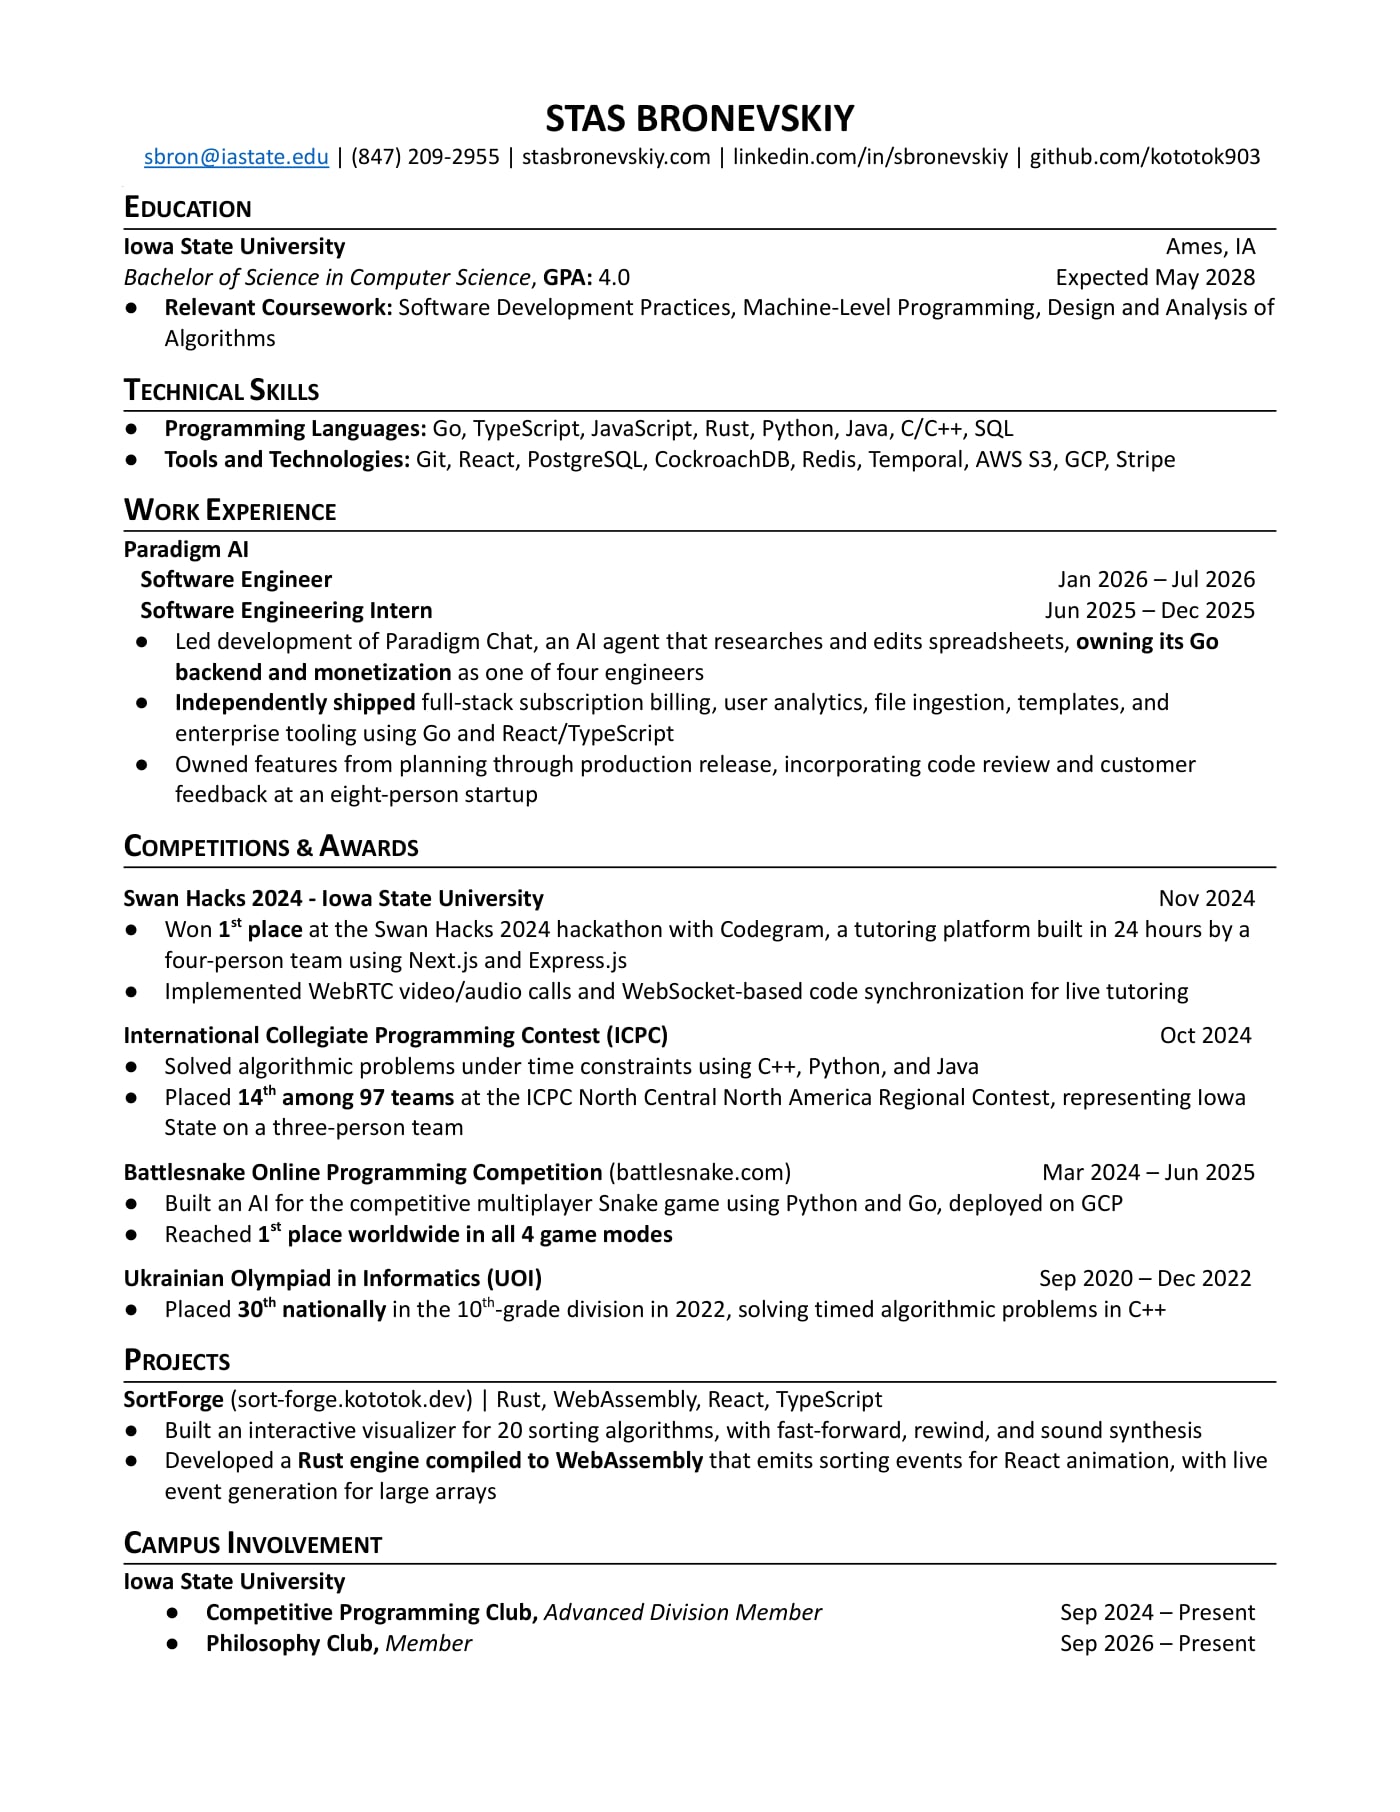 STAS BRONEVSKIY
sbron@iastate.edu | (847) 209-2955 | stasbronevskiy.com | linkedin.com/in/sbronevskiy | github.com/kototok903
EDUCATION
Iowa State University Ames, IA
Bachelor of Science in Computer Science, GPA: 4.0 Expected May 2028
● Relevant Coursework: Software Development Practices, Machine-Level Programming, Design and Analysis of
Algorithms
TECHNICAL SKILLS
● Programming Languages: Go, TypeScript, JavaScript, Rust, Python, Java, C/C++, SQL
● Tools and Technologies: Git, React, PostgreSQL, CockroachDB, Redis, Temporal, AWS S3, GCP, Stripe
WORK EXPERIENCE
Paradigm AI
Software Engineer Jan 2026 – Jul 2026
Software Engineering Intern Jun 2025 – Dec 2025
● Led development of Paradigm Chat, an AI agent that researches and edits spreadsheets, owning its Go
backend and monetization as one of four engineers
● Independently shipped full-stack subscription billing, user analytics, file ingestion, templates, and
enterprise tooling using Go and React/TypeScript
● Owned features from planning through production release, incorporating code review and customer
feedback at an eight-person startup
COMPETITIONS & AWARDS
Swan Hacks 2024 - Iowa State University Nov 2024
● Won 1st place at the Swan Hacks 2024 hackathon with Codegram, a tutoring platform built in 24 hours by a
four-person team using Next.js and Express.js
● Implemented WebRTC video/audio calls and WebSocket-based code synchronization for live tutoring
International Collegiate Programming Contest (ICPC) Oct 2024
● Solved algorithmic problems under time constraints using C++, Python, and Java
● Placed 14th among 97 teams at the ICPC North Central North America Regional Contest, representing Iowa
State on a three-person team
Battlesnake Online Programming Competition (battlesnake.com) Mar 2024 – Jun 2025
● Built an AI for the competitive multiplayer Snake game using Python and Go, deployed on GCP
● Reached 1st place worldwide in all 4 game modes
Ukrainian Olympiad in Informatics (UOI) Sep 2020 – Dec 2022
● Placed 30th nationally in the 10th-grade division in 2022, solving timed algorithmic problems in C++
PROJECTS
SortForge (sort-forge.kototok.dev) | Rust, WebAssembly, React, TypeScript
● Built an interactive visualizer for 20 sorting algorithms, with fast-forward, rewind, and sound synthesis
● Developed a Rust engine compiled to WebAssembly that emits sorting events for React animation, with live
event generation for large arrays
CAMPUS INVOLVEMENT
Iowa State University
● Competitive Programming Club, Advanced Division Member Sep 2024 – Present
● Philosophy Club, Member Sep 2026 – Present